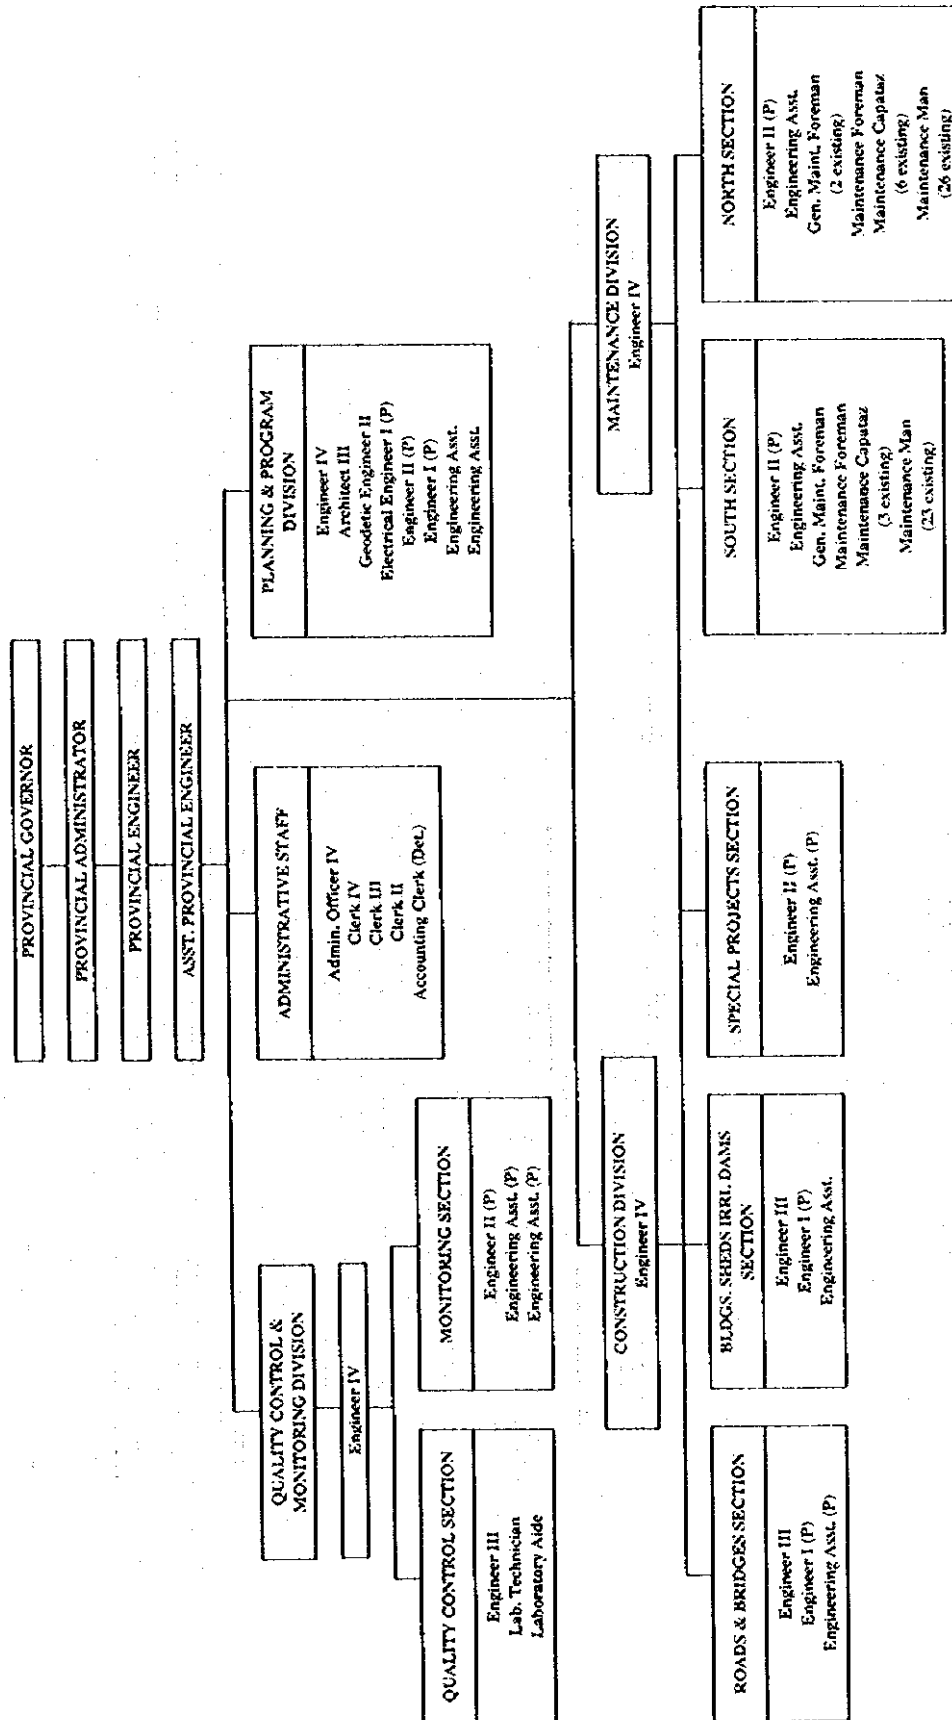 PROVINCIAL GOVERNOR
PROVINCIAL ADMINISTRATOR
PROVINCIAL ENGINEER
ASST. PROVINCIAL ENGINEER
QUALITY CONTROL &
MONITORING DIVISION
Engineer IV
QUALITY CONTROL SECTION
Engineer III
Lab. Technician
Laboratory Aide
MONITORING SECTION
Engineer II (P)
Engineering Asst. (P)
Engineering Asst. (P)
ADMINISTRATIVE STAFF
Admin. Officer IV
Clerk IV
Clerk III
Clerk II
Accounting Clerk (Det.)
PLANNING & PROGRAM
DIVISION
Engineer IV
Architect III
Geodetic Engineer II
Electrical Engineer I (P)
Engineer II (P)
Engineer I (P)
Engineering Asst.
Engineering Asst.
CONSTRUCTION DIVISION
Engineer IV
MAINTENANCE DIVISION
Engineer IV
ROADS & BRIDGES SECTION
Engineer III
Engineer I (P)
Engineering Asst. (P)
BLDGS. SHEDS IRRI. DAMS
SECTION
Engineer III
Engineer I (P)
Engineering Asst.
SPECIAL PROJECTS SECTION
Engineer II (P)
Engineering Asst. (P)
SOUTH SECTION
Engineer II (P)
Engineering Asst.
Gen. Maint. Foreman
Maintenance Foreman
Maintenance Capataz
(3 existing)
Maintenance Man
(23 existing)
NORTH SECTION
Engineer II (P)
Engineering Asst.
Gen. Maint. Foreman
(2 existing)
Maintenance Foreman
Maintenance Capataz
(6 existing)
Maintenance Man
(26 existing)